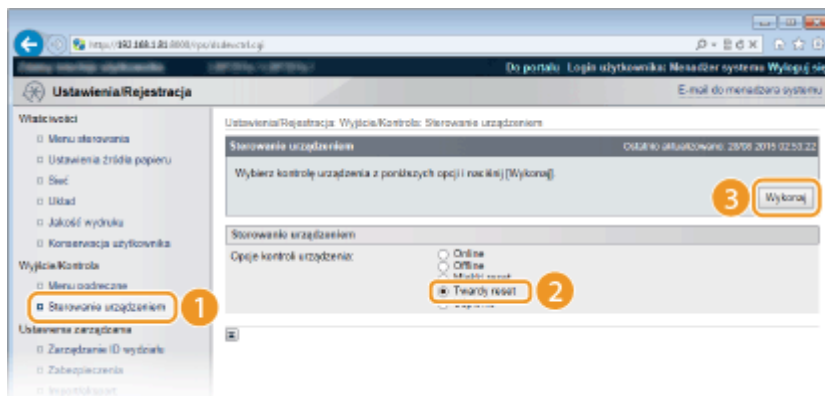 Do portalu Login użytkownika: Menadżer systemu Wyloguj się
Ustawienia/Rejestracja
E-mail do menadżera systemu
Właściwości
Menu sterowania
Ustawienia źródła papieru
Sieć
Układ
Jakość wydruku
Konserwacja użytkownika
Wyjście/Kontrola
Menu podręczne
Sterowanie urządzeniem
Ustawienia zarządzania
Zarządzanie ID wydziału
Zabezpieczenia
Ustawienia/Rejestracja: Wyjście/Kontrola: Sterowanie urządzeniem
Sterowanie urządzeniem
Ostatnio aktualizowano: 2015 02:53:22
Wybierz kontrolę urządzenia z poniższych opcji i naciśnij [Wykonaj].
3
Wykonaj
Sterowanie urządzeniem
Opcje kontroli urządzenia:
Online
Offline
Miękki reset
Twardy reset
1
2